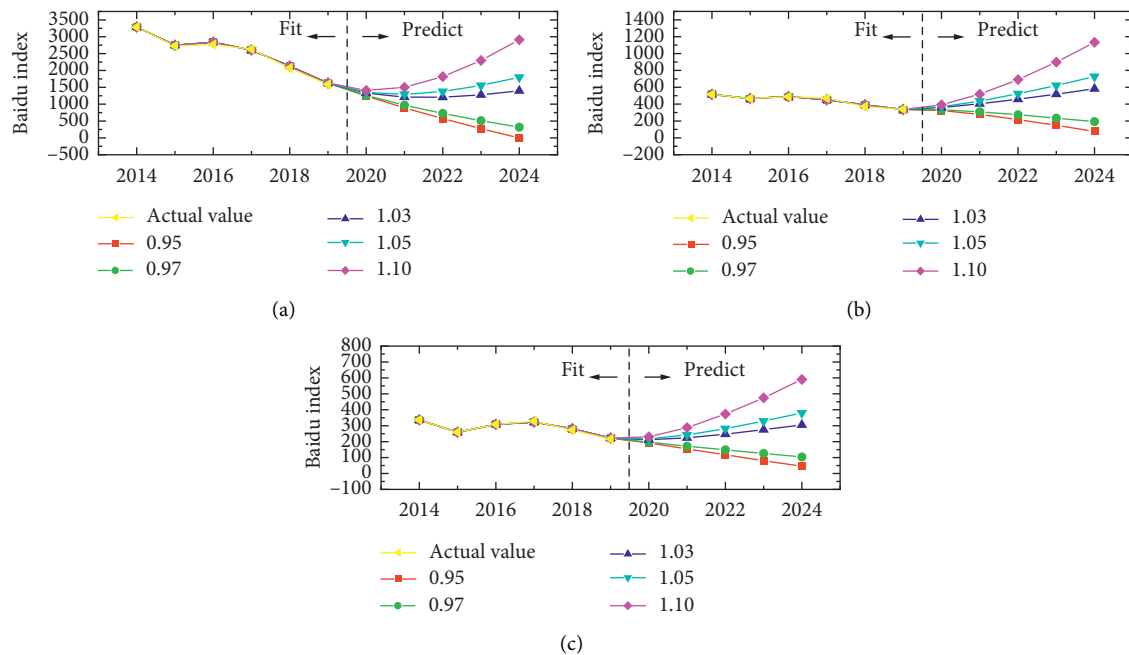 3500
3000
2500
2000
1500
1000
500
0
−500
Baidu index
Fit
Predict
2014 2016 2018 2020 2022 2024
Actual value
0.95
0.97
1.03
1.05
1.10
(a)
1400
1200
1000
800
600
400
200
0
−200
Baidu index
Fit
Predict
2014 2016 2018 2020 2022 2024
Actual value
0.95
0.97
1.03
1.05
1.10
(b)
800
700
600
500
400
300
200
100
0
−100
Baidu index
Fit
Predict
2014 2016 2018 2020 2022 2024
Actual value
0.95
0.97
1.03
1.05
1.10
(c)